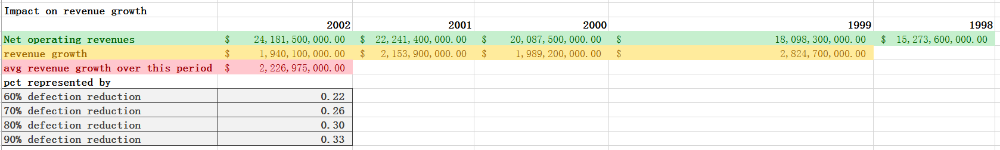 Impact on revenue growth
2002 2001 2000 1999 1998
Net operating revenues $ 24,181,500,000.00 $ 22,241,400,000.00 $ 20,087,500,000.00 $ 18,098,300,000.00 $ 15,273,600,000.00
revenue growth $ 1,940,100,000.00 $ 2,153,900,000.00 $ 1,989,200,000.00 $ 2,824,700,000.00
avg revenue growth over this period $ 2,226,975,000.00
pct represented by
60% defection reduction 0.22
70% defection reduction 0.26
80% defection reduction 0.30
90% defection reduction 0.33